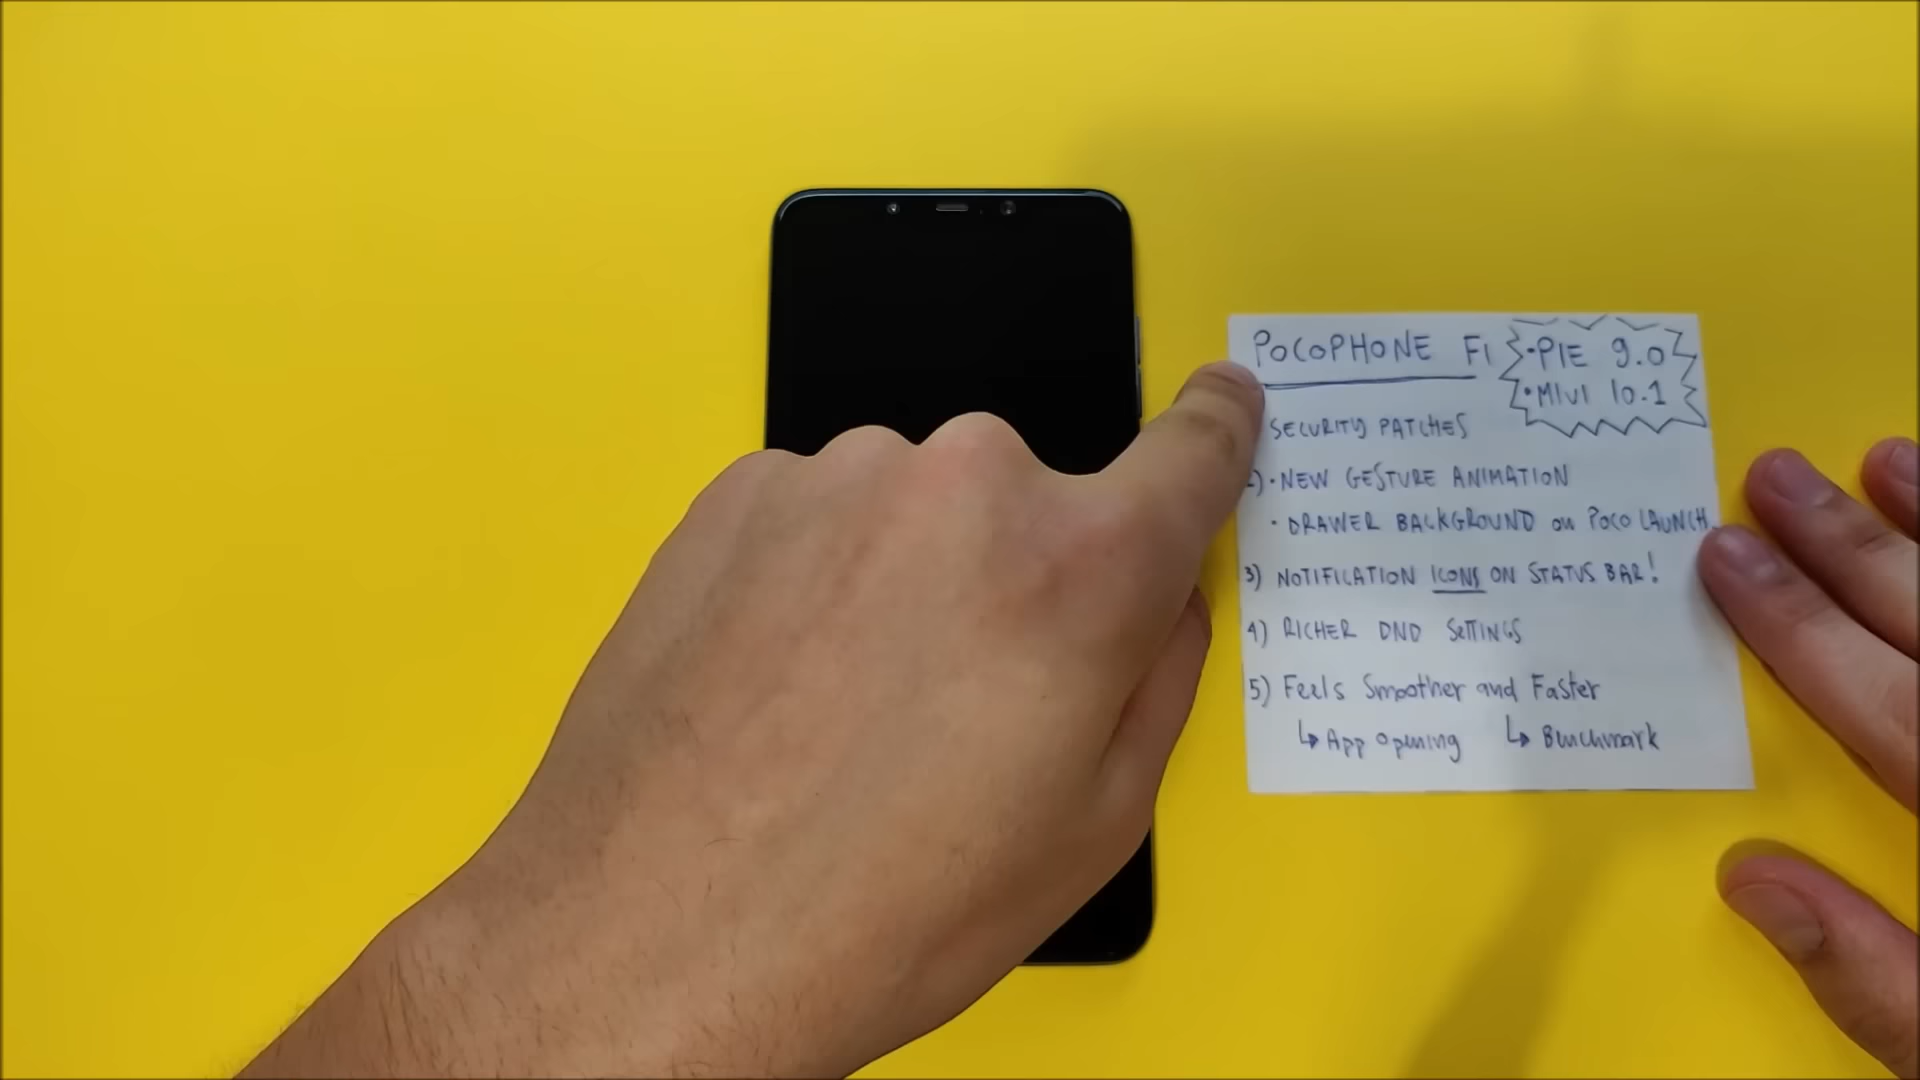 POCOPHONE F1
• PIE 9.0
• MIUI 10.1
SECURITY PATCHES
2) • NEW GESTURE ANIMATION
• DRAWER BACKGROUND ON POCO LAUNCH.
3) NOTIFICATION ICONS ON STATUS BAR!
4) RICHER DND SETTINGS
5) Feels Smoother and Faster
↳ App opening ↳ Benchmark